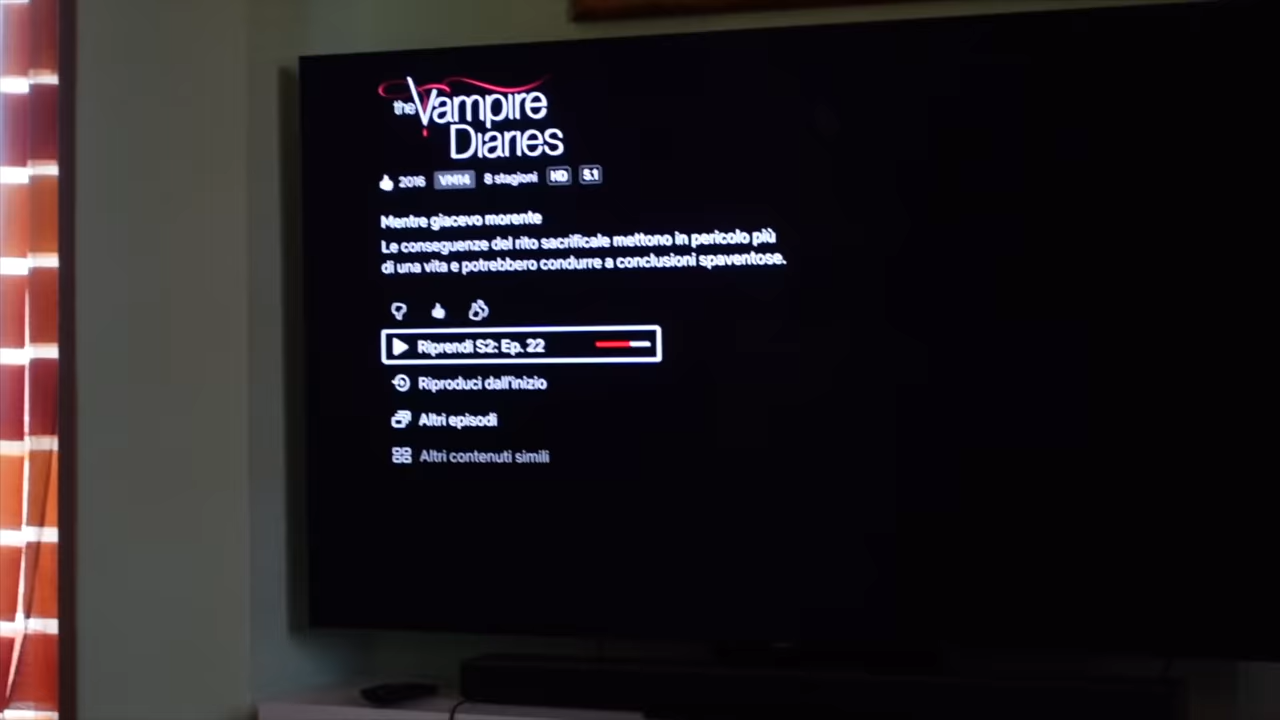 the Vampire
Diaries
2016 VM14 8 stagioni HD 5.1
Mentre giacevo morente
Le conseguenze del rito sacrificale mettono in pericolo più
di una vita e potrebbero condurre a conclusioni spaventose.
Riprendi S2: Ep. 22
Riproduci dall'inizio
Altri episodi
Altri contenuti simili